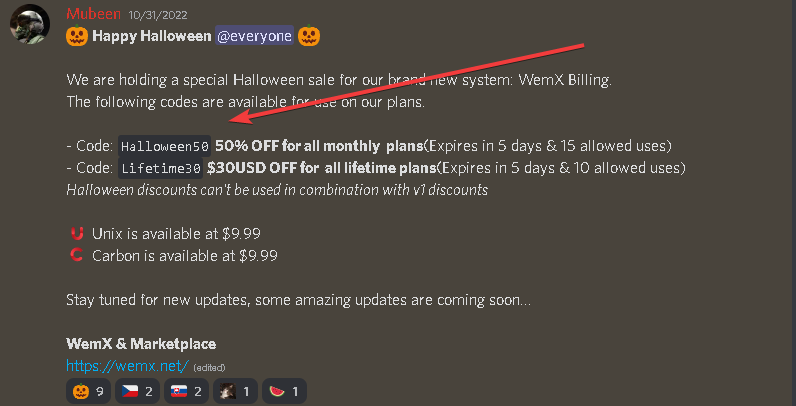 Mubeen 10/31/2022
🎃 Happy Halloween @everyone 🎃
We are holding a special Halloween sale for our brand new system: WemX Billing.
The following codes are available for use on our plans.
- Code: Halloween50 50% OFF for all monthly plans(Expires in 5 days & 15 allowed uses)
- Code: Lifetime30 $30USD OFF for all lifetime plans(Expires in 5 days & 10 allowed uses)
Halloween discounts can't be used in combination with v1 discounts
Unix is available at $9.99
Carbon is available at $9.99
Stay tuned for new updates, some amazing updates are coming soon...
WemX & Marketplace
https://wemx.net/ (edited)
🎃 9 🇨🇿 2 🇸🇰 2 1 🍉 1